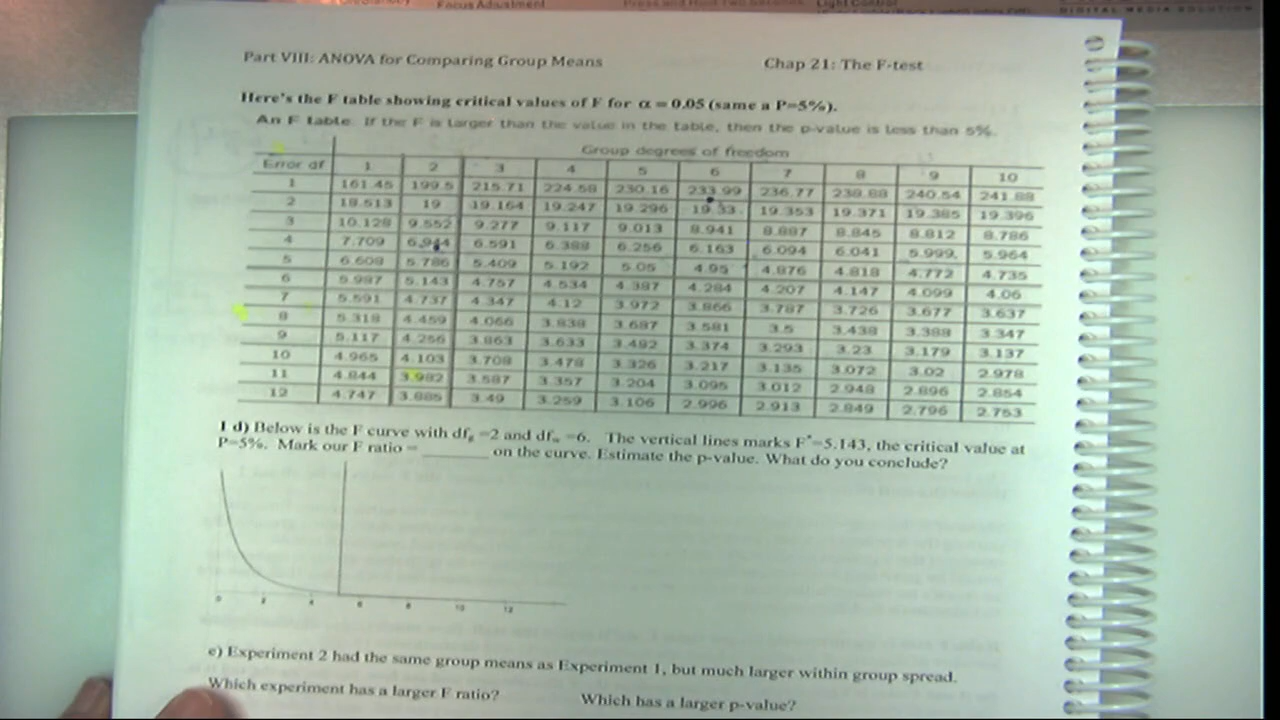 Focus Adjustment
Light Control
DIGITAL MEDIA SOLUTION
Part VIII: ANOVA for Comparing Group Means Chap 21: The F-test
Here's the F table showing critical values of F for α = 0.05 (same a P=5%).
An F table. If the F is larger than the value in the table, then the p-value is less than 5%.
Group degrees of freedom
Error df 1 2 3 4 5 6 7 8 9 10
1 161.45 199.5 215.71 224.58 230.16 233.99 236.77 238.88 240.54 241.88
2 18.513 19 19.164 19.247 19.296 19.33 19.353 19.371 19.385 19.396
3 10.128 9.552 9.277 9.117 9.013 8.941 8.887 8.845 8.812 8.786
4 7.709 6.944 6.591 6.388 6.256 6.163 6.094 6.041 5.999 5.964
5 6.608 5.786 5.409 5.192 5.05 4.95 4.876 4.818 4.772 4.735
6 5.987 5.143 4.757 4.534 4.387 4.284 4.207 4.147 4.099 4.06
7 5.591 4.737 4.347 4.12 3.972 3.866 3.787 3.726 3.677 3.637
8 5.318 4.459 4.066 3.838 3.687 3.581 3.5 3.438 3.388 3.347
9 5.117 4.256 3.863 3.633 3.482 3.374 3.293 3.23 3.179 3.137
10 4.965 4.103 3.708 3.478 3.326 3.217 3.135 3.072 3.02 2.978
11 4.844 3.982 3.587 3.357 3.204 3.095 3.012 2.948 2.896 2.854
12 4.747 3.885 3.49 3.259 3.106 2.996 2.913 2.849 2.796 2.753
1 d) Below is the F curve with dfg =2 and dfw =6. The vertical lines marks F*=5.143, the critical value at
P=5%. Mark our F ratio = ______ on the curve. Estimate the p-value. What do you conclude?
0 2 4 6 8 10 12
e) Experiment 2 had the same group means as Experiment 1, but much larger within group spread.
Which experiment has a larger F ratio? Which has a larger p-value?